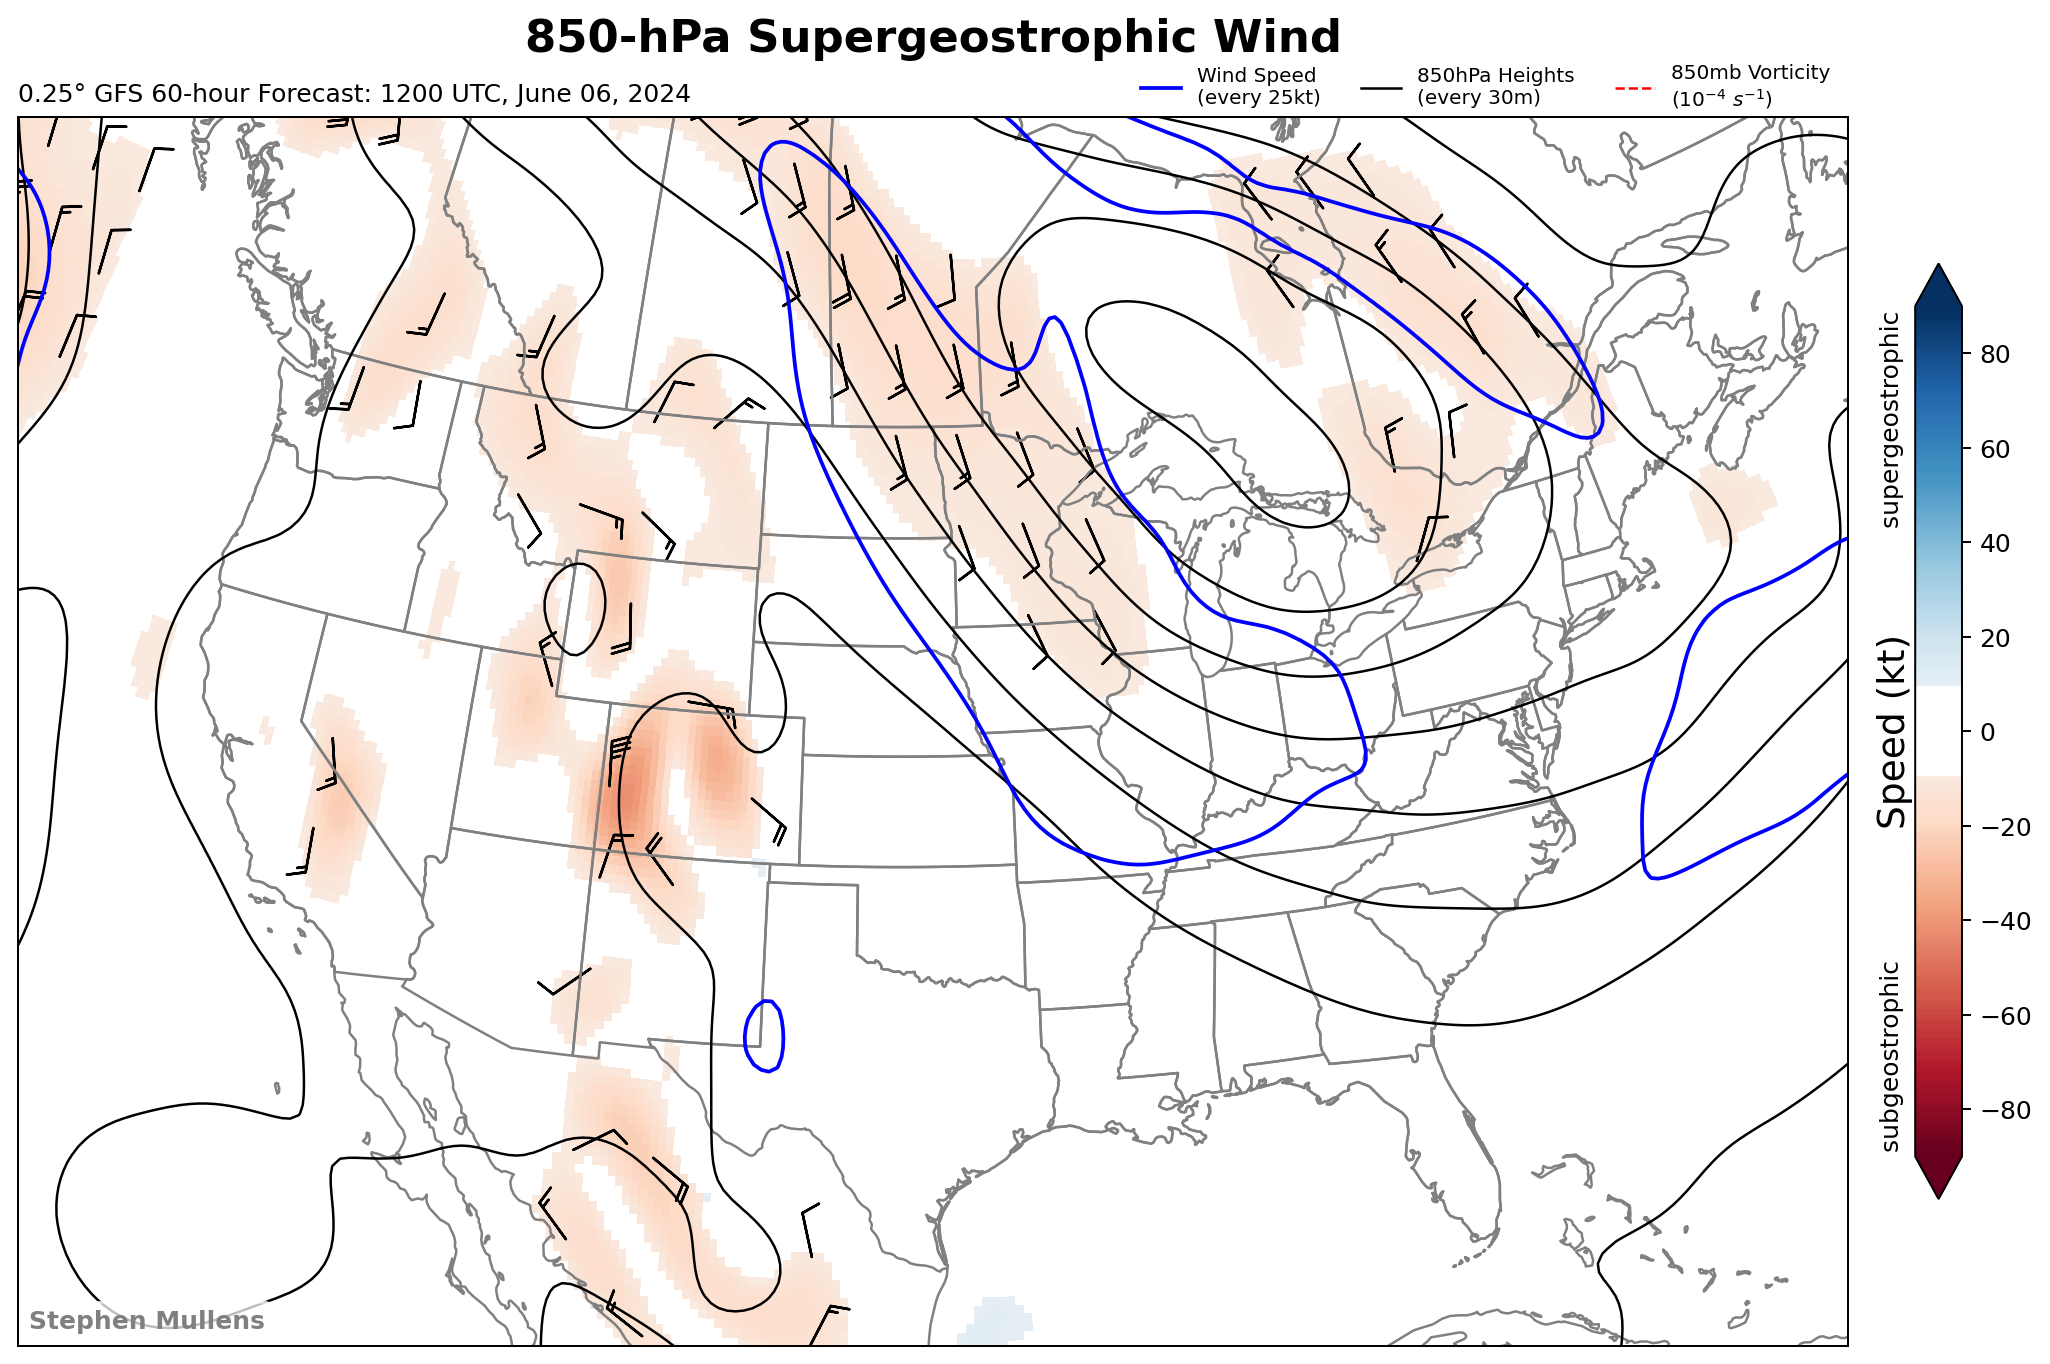 850-hPa Supergeostrophic Wind
0.25° GFS 60-hour Forecast: 1200 UTC, June 06, 2024
Wind Speed
(every 25kt)
850hPa Heights
(every 30m)
850mb Vorticity
(10⁻⁴ s⁻¹)
supergeostrophic
Speed (kt)
subgeostrophic
80
60
40
20
0
−20
−40
−60
−80
Stephen Mullens